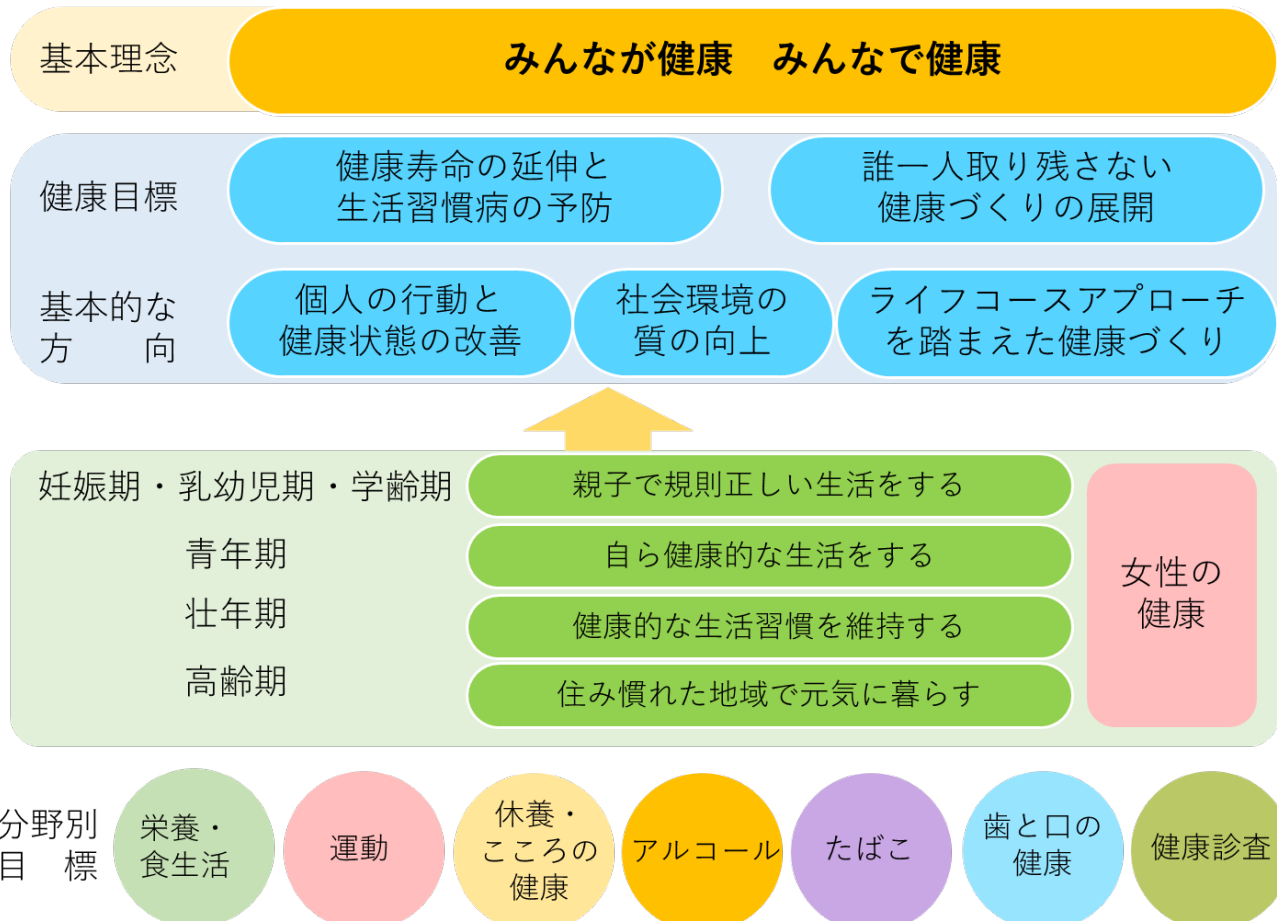 基本理念
みんなが健康　みんなで健康
健康目標
健康寿命の延伸と
生活習慣病の予防
誰一人取り残さない
健康づくりの展開
基本的な
方　　向
個人の行動と
健康状態の改善
社会環境の
質の向上
ライフコースアプローチ
を踏まえた健康づくり
妊娠期・乳幼児期・学齢期
親子で規則正しい生活をする
青年期
自ら健康的な生活をする
壮年期
健康的な生活習慣を維持する
高齢期
住み慣れた地域で元気に暮らす
女性の
健康
分野別
目　標
栄養・
食生活
運動
休養・
こころの
健康
アルコール
たばこ
歯と口の
健康
健康診査